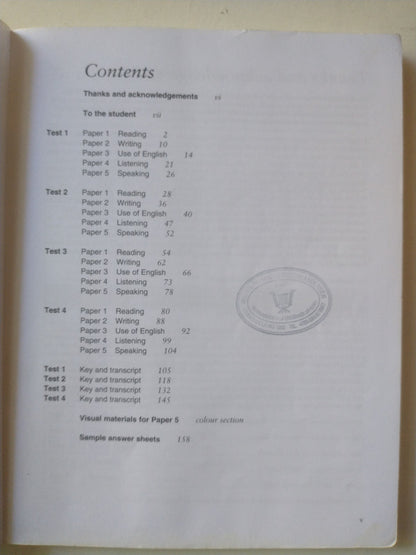 Contents
Thanks and acknowledgements vi
To the student vii
Test 1 Paper 1 Reading 2
Paper 2 Writing 10
Paper 3 Use of English 14
Paper 4 Listening 21
Paper 5 Speaking 26
Test 2 Paper 1 Reading 28
Paper 2 Writing 36
Paper 3 Use of English 40
Paper 4 Listening 47
Paper 5 Speaking 52
Test 3 Paper 1 Reading 54
Paper 2 Writing 62
Paper 3 Use of English 66
Paper 4 Listening 73
Paper 5 Speaking 78
Test 4 Paper 1 Reading 80
Paper 2 Writing 88
Paper 3 Use of English 92
Paper 4 Listening 99
Paper 5 Speaking 104
Test 1 Key and transcript 105
Test 2 Key and transcript 118
Test 3 Key and transcript 132
Test 4 Key and transcript 145
Visual materials for Paper 5 colour section
Sample answer sheets 158
v